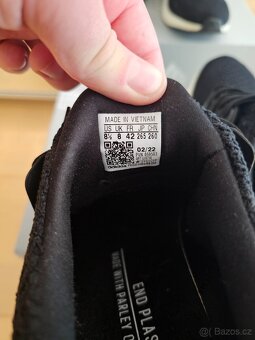 MADE IN VIETNAM
US UK FR JP CHN
8½ 8 42 265 260
02/22
END PLAS
MADE WITH PARLEY O
Bazoš.cz